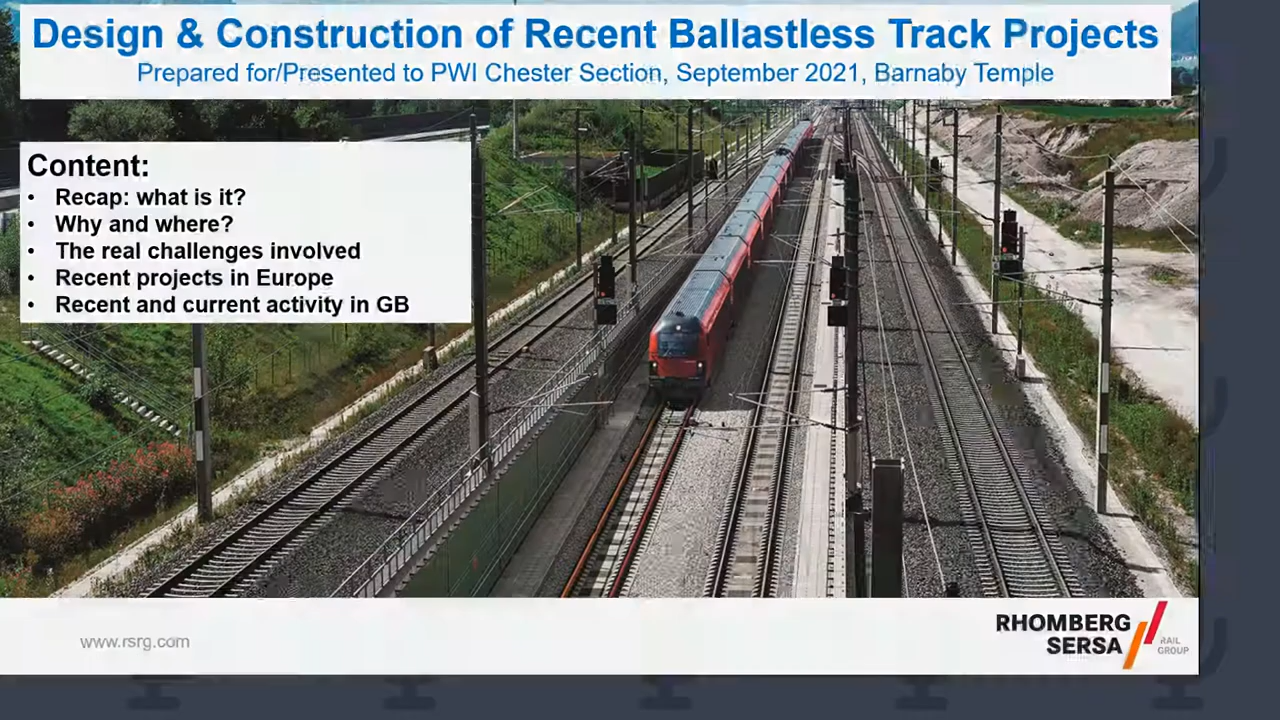 Design & Construction of Recent Ballastless Track Projects
Prepared for/Presented to PWI Chester Section, September 2021, Barnaby Temple
Content:
• Recap: what is it?
• Why and where?
• The real challenges involved
• Recent projects in Europe
• Recent and current activity in GB
www.rsrg.com
RHOMBERG
SERSA
RAIL
GROUP